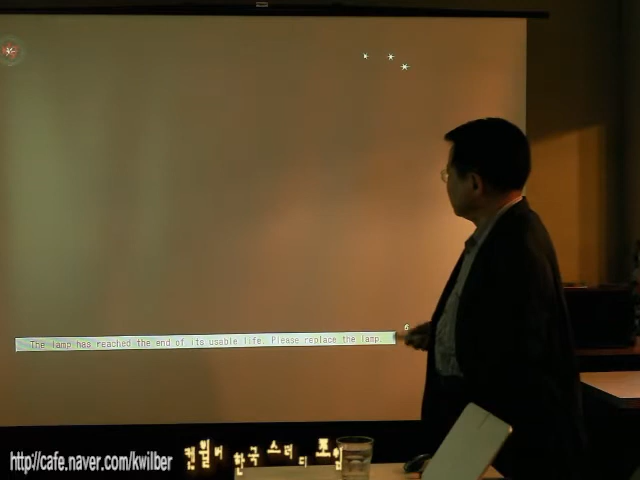 The lamp has reached the end of its usable life. Please replace the lamp.
6
http://cafe.naver.com/kwilber 켄윌버 한국 스터디 모임